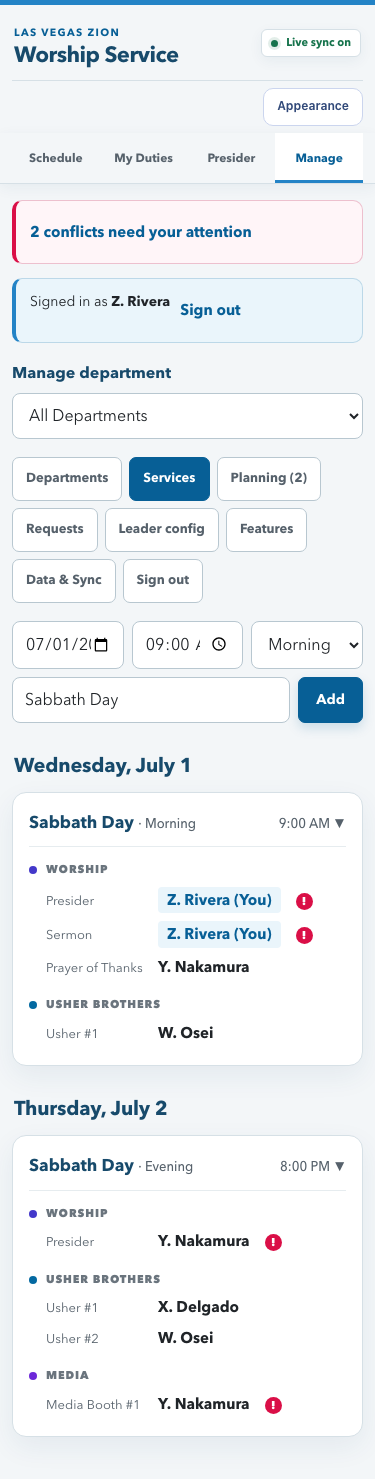 LAS VEGAS ZION
Worship Service
Live sync on
Appearance
Schedule My Duties Presider Manage
2 conflicts need your attention
Signed in as Z. Rivera Sign out
Manage department
All Departments
Departments Services Planning (2)
Requests Leader config Features
Data & Sync Sign out
07/01/20 09:00 A Morning
Sabbath Day Add
Wednesday, July 1
Sabbath Day · Morning 9:00 AM ▼
WORSHIP
Presider Z. Rivera (You) !
Sermon Z. Rivera (You) !
Prayer of Thanks Y. Nakamura
USHER BROTHERS
Usher #1 W. Osei
Thursday, July 2
Sabbath Day · Evening 8:00 PM ▼
WORSHIP
Presider Y. Nakamura !
USHER BROTHERS
Usher #1 X. Delgado
Usher #2 W. Osei
MEDIA
Media Booth #1 Y. Nakamura !